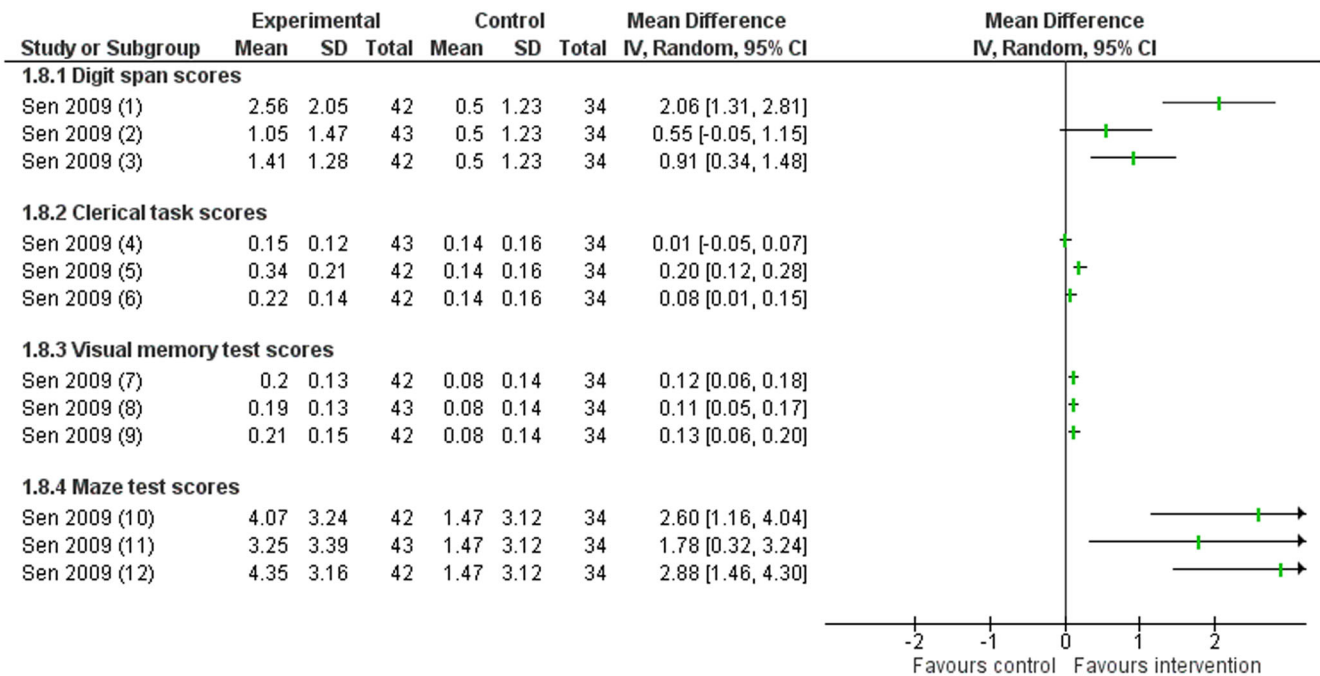 Experimental Control Mean Difference Mean Difference
Study or Subgroup Mean SD Total Mean SD Total IV, Random, 95% CI IV, Random, 95% CI
1.8.1 Digit span scores
Sen 2009 (1) 2.56 2.05 42 0.5 1.23 34 2.06 [1.31, 2.81]
Sen 2009 (2) 1.05 1.47 43 0.5 1.23 34 0.55 [-0.05, 1.15]
Sen 2009 (3) 1.41 1.28 42 0.5 1.23 34 0.91 [0.34, 1.48]
1.8.2 Clerical task scores
Sen 2009 (4) 0.15 0.12 43 0.14 0.16 34 0.01 [-0.05, 0.07]
Sen 2009 (5) 0.34 0.21 42 0.14 0.16 34 0.20 [0.12, 0.28]
Sen 2009 (6) 0.22 0.14 42 0.14 0.16 34 0.08 [0.01, 0.15]
1.8.3 Visual memory test scores
Sen 2009 (7) 0.2 0.13 42 0.08 0.14 34 0.12 [0.06, 0.18]
Sen 2009 (8) 0.19 0.13 43 0.08 0.14 34 0.11 [0.05, 0.17]
Sen 2009 (9) 0.21 0.15 42 0.08 0.14 34 0.13 [0.06, 0.20]
1.8.4 Maze test scores
Sen 2009 (10) 4.07 3.24 42 1.47 3.12 34 2.60 [1.16, 4.04]
Sen 2009 (11) 3.25 3.39 43 1.47 3.12 34 1.78 [0.32, 3.24]
Sen 2009 (12) 4.35 3.16 42 1.47 3.12 34 2.88 [1.46, 4.30]
-2 -1 0 1 2
Favours control Favours intervention